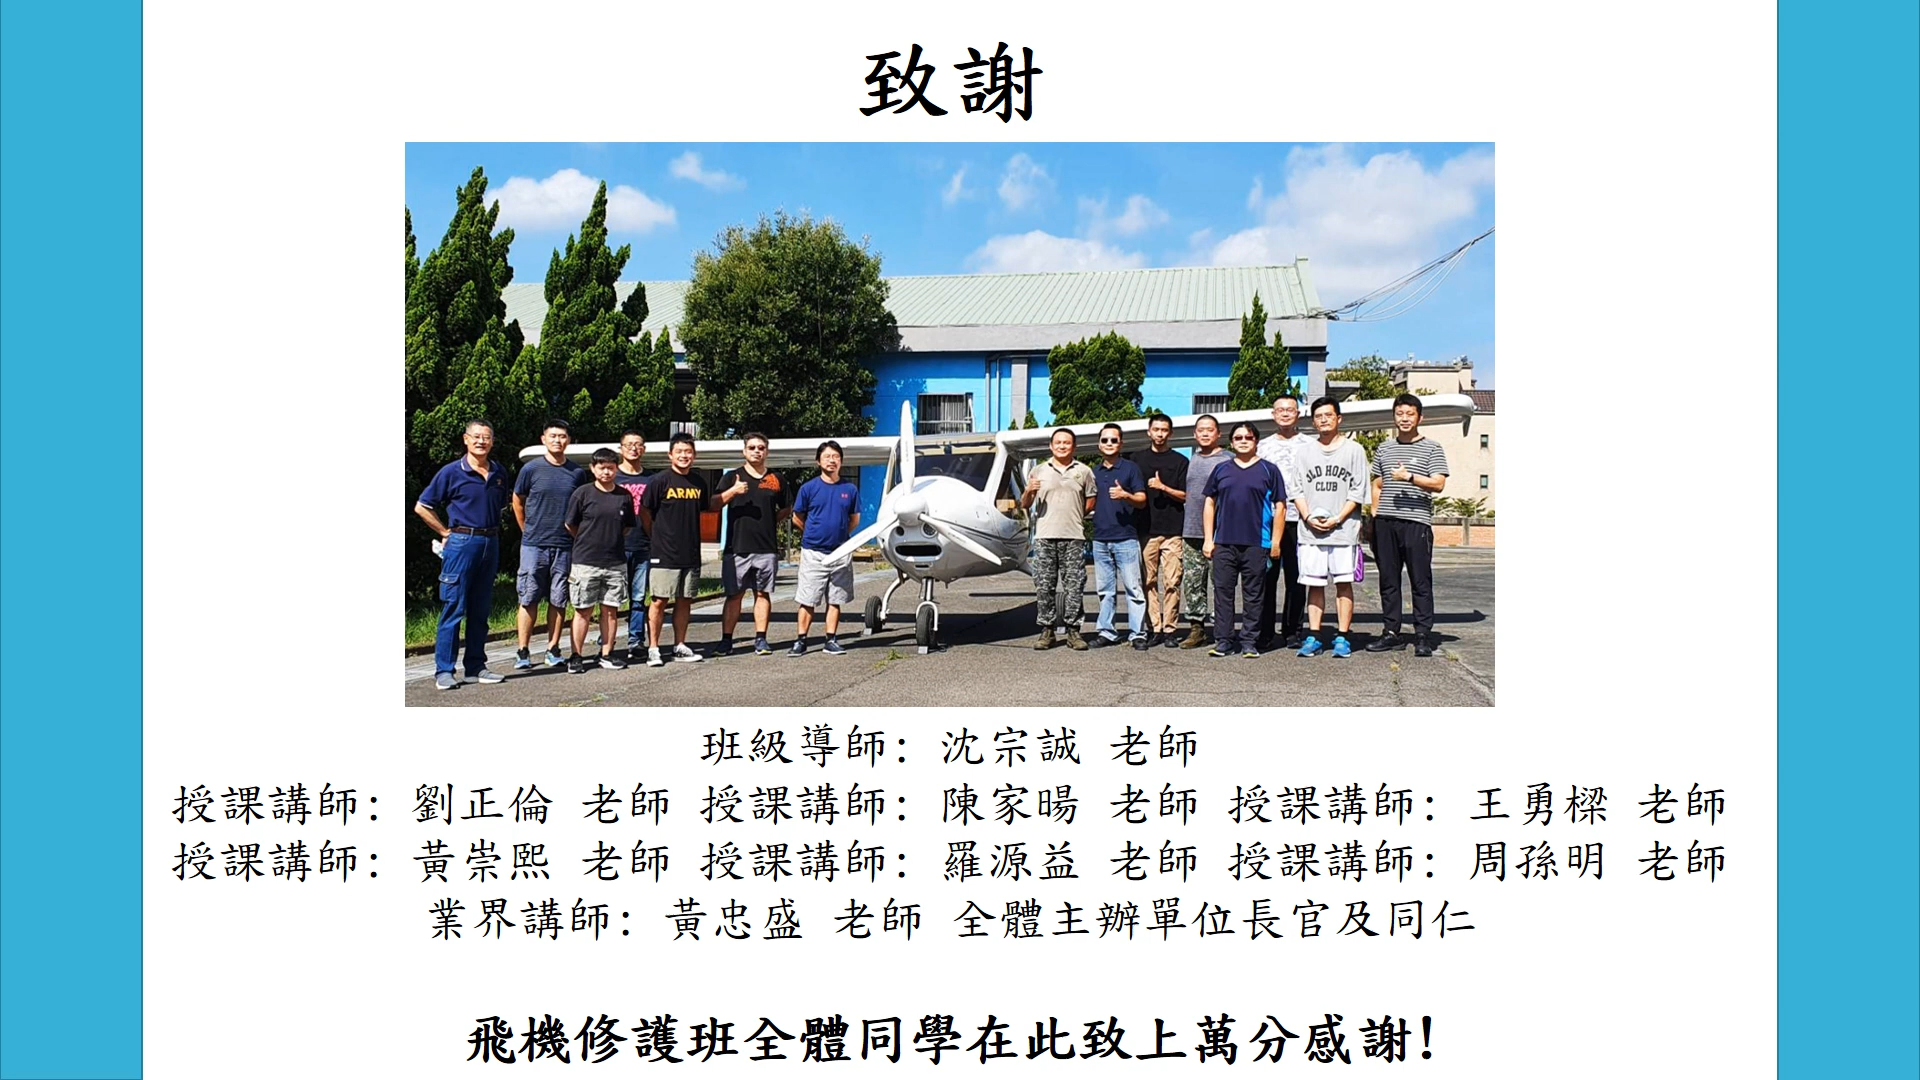 致謝
ARMY
OLD HOPE
CLUB
班級導師：沈宗誠 老師
授課講師：劉正倫 老師 授課講師：陳家暘 老師 授課講師：王勇樑 老師
授課講師：黃崇熙 老師 授課講師：羅源益 老師 授課講師：周孫明 老師
業界講師：黃忠盛 老師 全體主辦單位長官及同仁
飛機修護班全體同學在此致上萬分感謝!